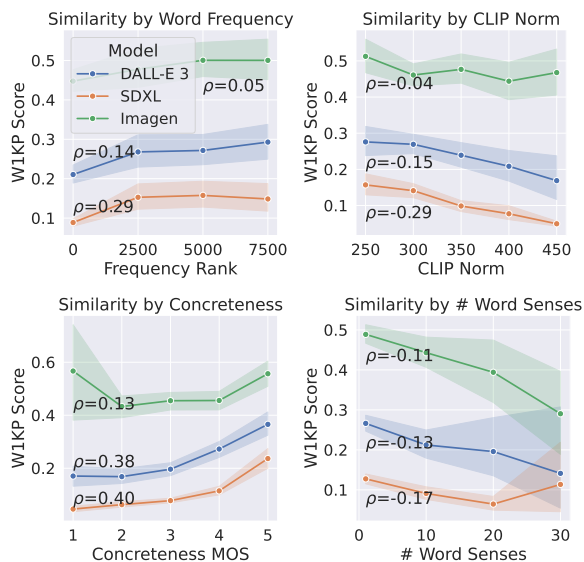 Similarity by Word Frequency
W1KP Score
0.5
0.4
0.3
0.2
0.1
Model
DALL-E 3
SDXL
Imagen
ρ=0.05
ρ=0.14
ρ=0.29
0 2500 5000 7500
Frequency Rank
Similarity by CLIP Norm
W1KP Score
0.5
0.4
0.3
0.2
0.1
ρ=-0.04
ρ=-0.15
ρ=-0.29
250 300 350 400 450
CLIP Norm
Similarity by Concreteness
W1KP Score
0.6
0.4
0.2
ρ=0.13
ρ=0.38
ρ=0.40
1 2 3 4 5
Concreteness MOS
Similarity by # Word Senses
W1KP Score
0.5
0.4
0.3
0.2
0.1
ρ=-0.11
ρ=-0.13
ρ=-0.17
0 10 20 30
# Word Senses